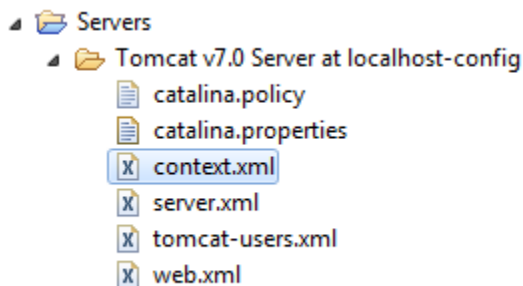 Servers
Tomcat v7.0 Server at localhost-config
catalina.policy
catalina.properties
context.xml
server.xml
tomcat-users.xml
web.xml